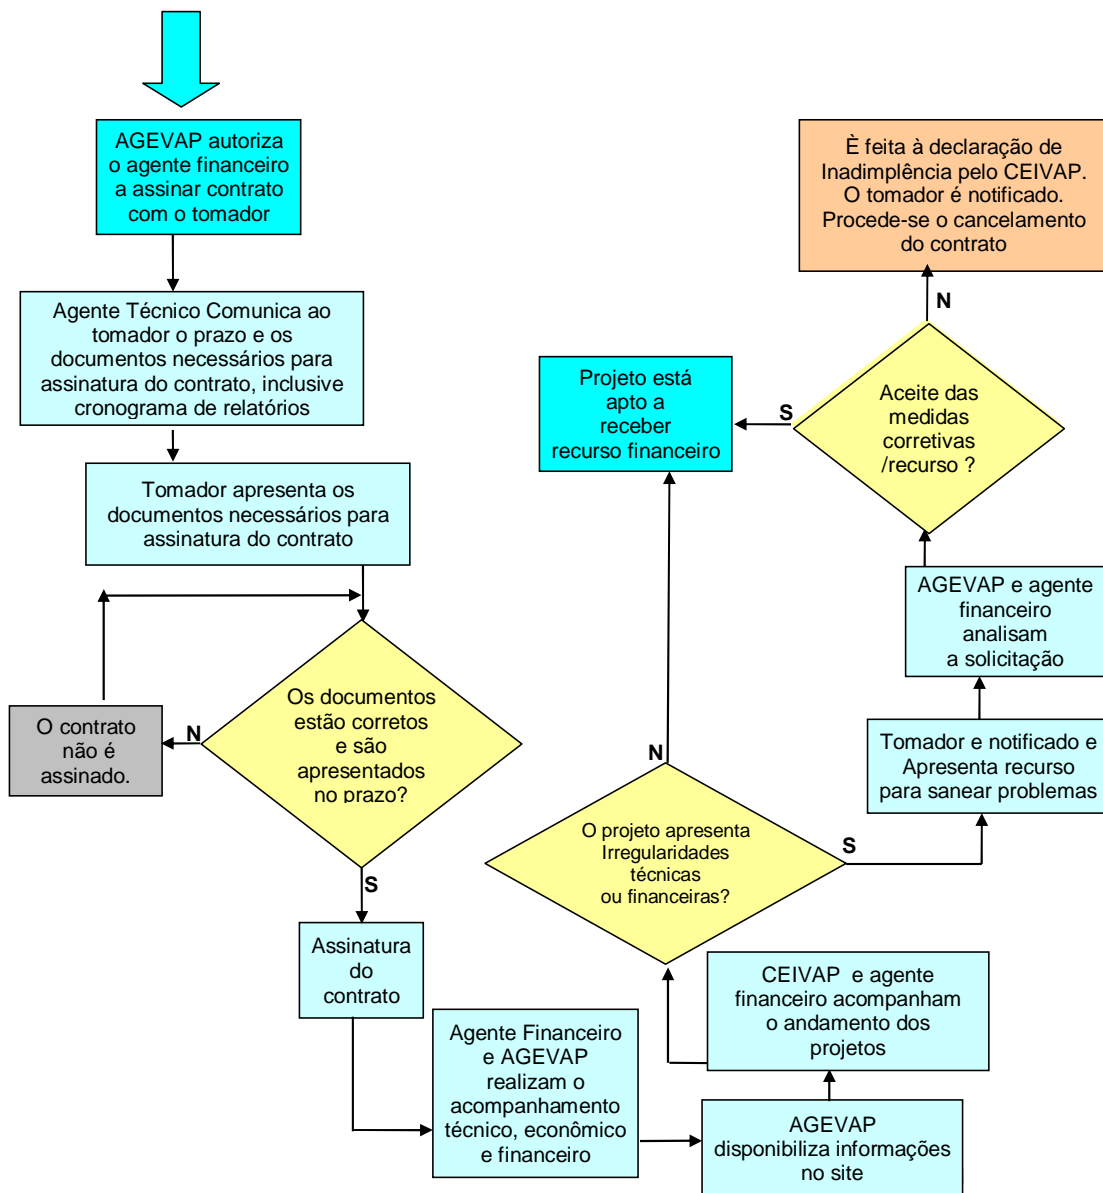 AGEVAP autoriza
o agente financeiro
a assinar contrato
com o tomador
Agente Técnico Comunica ao
tomador o prazo e os
documentos necessários para
assinatura do contrato, inclusive
cronograma de relatórios
Tomador apresenta os
documentos necessários para
assinatura do contrato
Os documentos
estão corretos
e são
apresentados
no prazo?
N
O contrato
não é
assinado.
S
Assinatura
do
contrato
Agente Financeiro
e AGEVAP
realizam o
acompanhamento
técnico, econômico
e financeiro
AGEVAP
disponibiliza informações
no site
CEIVAP e agente
financeiro acompanham
o andamento dos
projetos
O projeto apresenta
Irregularidades
técnicas
ou financeiras?
N
S
Tomador e notificado e
Apresenta recurso
para sanear problemas
AGEVAP e agente
financeiro
analisam
a solicitação
Aceite das
medidas
corretivas
/recurso ?
S
Projeto está
apto a
receber
recurso financeiro
N
È feita à declaração de
Inadimplência pelo CEIVAP.
O tomador é notificado.
Procede-se o cancelamento
do contrato